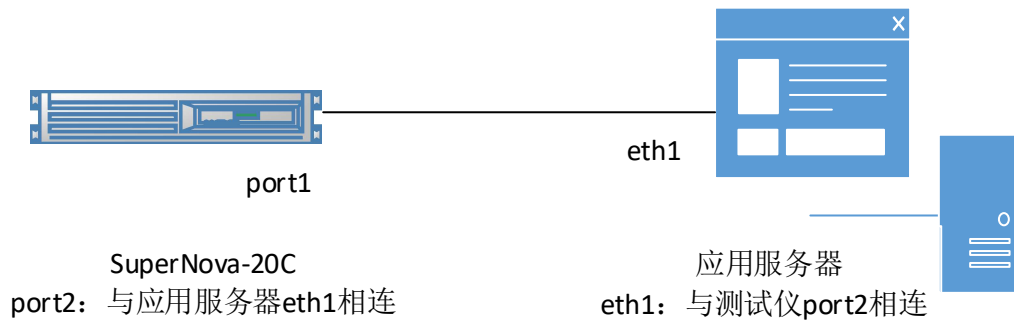 eth1
port1
SuperNova-20C
应用服务器
port2：与应用服务器eth1相连
eth1：与测试仪port2相连